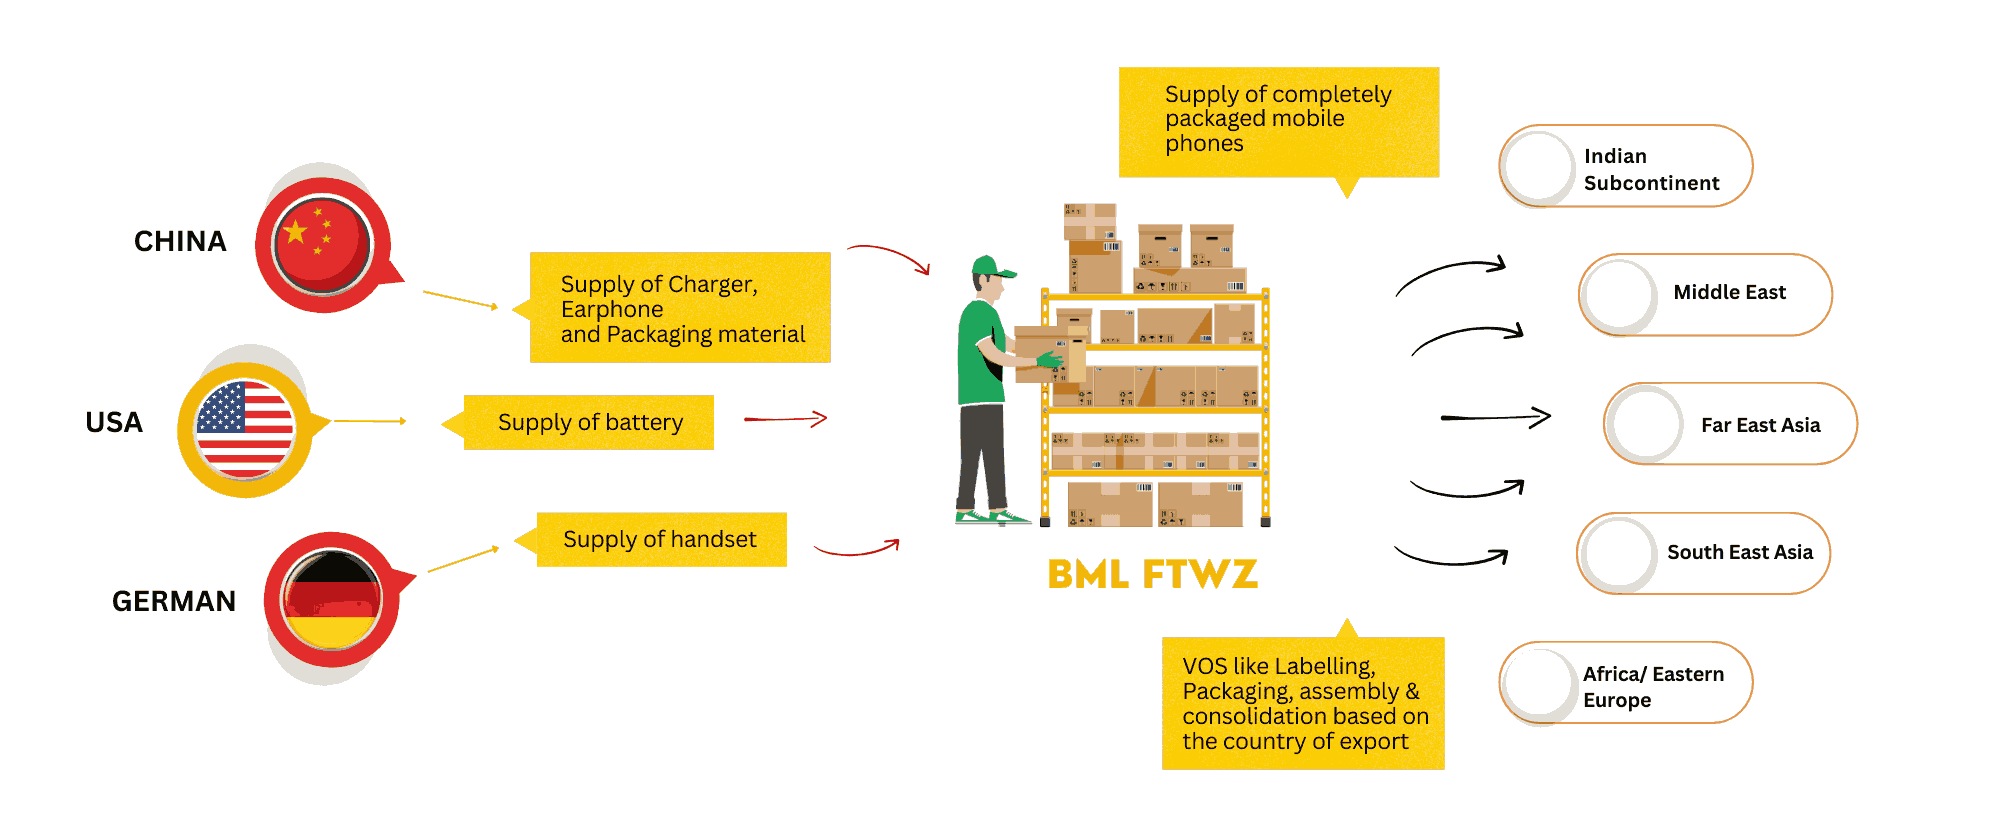 CHINA
Supply of Charger,
Earphone
and Packaging material
USA
Supply of battery
GERMAN
Supply of handset
Supply of completely
packaged mobile
phones
BML FTWZ
VOS like Labelling,
Packaging, assembly &
consolidation based on
the country of export
Indian
Subcontinent
Middle East
Far East Asia
South East Asia
Africa/ Eastern
Europe